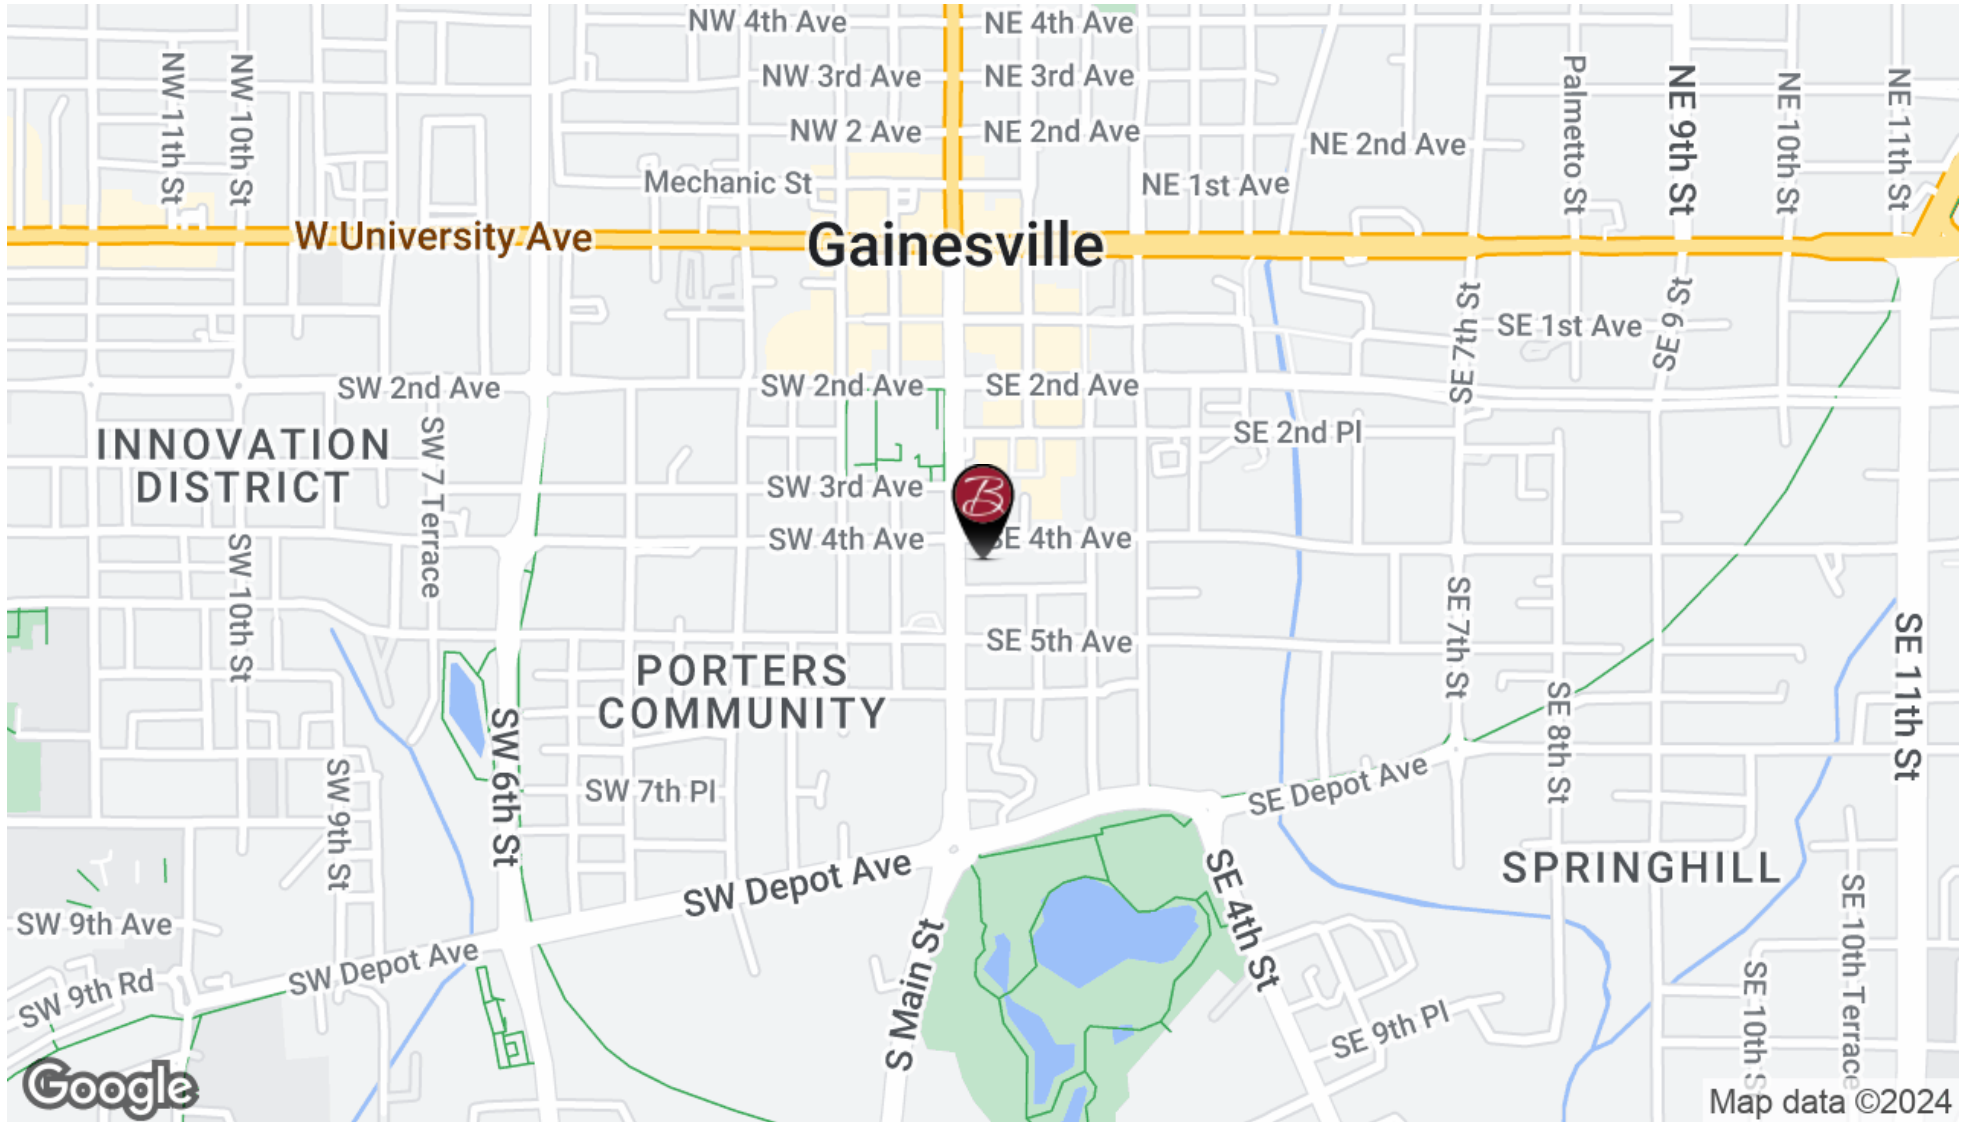 NW 4th Ave
NE 4th Ave
NW 3rd Ave
NE 3rd Ave
NW 2 Ave
NE 2nd Ave
NE 2nd Ave
NW 11th St
NW 10th St
Palmetto St
NE 9th St
NE 10th St
NE 11th St
Mechanic St
NE 1st Ave
W University Ave
Gainesville
SE 7th St
SE 9 St
SE 1st Ave
SW 2nd Ave
SW 2nd Ave
SE 2nd Ave
INNOVATION
DISTRICT
SW 7 Terrace
SE 2nd Pl
SW 3rd Ave
B
SW 4th Ave
SE 4th Ave
SW 10th St
SE 7th St
SE 11th St
SE 5th Ave
PORTERS
COMMUNITY
SW 6th St
SE 8th St
SW 9th St
SW 7th Pl
SE Depot Ave
SW Depot Ave
SE 4th St
SPRINGHILL
SE 10th Terrace
SW 9th Ave
SW Depot Ave
S Main St
SW 9th Rd
SE 9th Pl
SE 10th S
Google
Map data ©2024